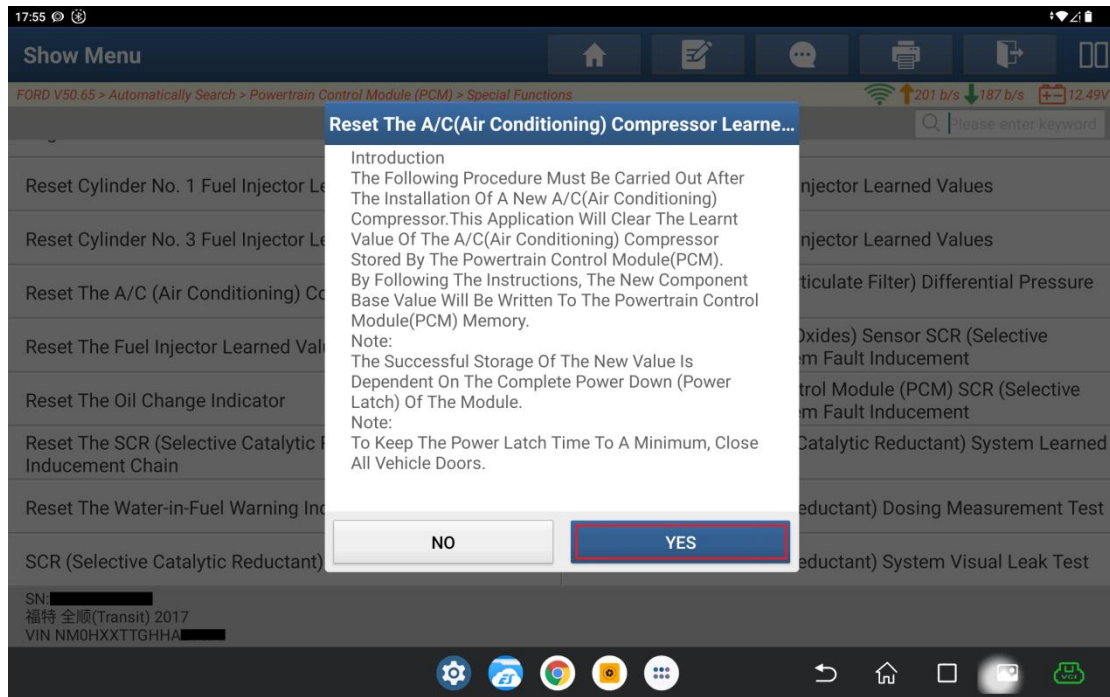 17:55
Show Menu
FORD V50.65 > Automatically Search > Powertrain Control Module (PCM) > Special Functions
201 b/s 187 b/s 12.49V
Please enter keyword
Reset The A/C(Air Conditioning) Compressor Learne...
Introduction
The Following Procedure Must Be Carried Out After
The Installation Of A New A/C(Air Conditioning)
Compressor.This Application Will Clear The Learnt
Value Of The A/C(Air Conditioning) Compressor
Stored By The Powertrain Control Module(PCM).
By Following The Instructions, The New Component
Base Value Will Be Written To The Powertrain Control
Module(PCM) Memory.
Note:
The Successful Storage Of The New Value Is
Dependent On The Complete Power Down (Power
Latch) Of The Module.
Note:
To Keep The Power Latch Time To A Minimum, Close
All Vehicle Doors.
NO
YES
Reset Cylinder No. 1 Fuel Injector Le
njector Learned Values
Reset Cylinder No. 3 Fuel Injector Le
njector Learned Values
Reset The A/C (Air Conditioning) Co
ticulate Filter) Differential Pressure
Reset The Fuel Injector Learned Val
Oxides) Sensor SCR (Selective
em Fault Inducement
Reset The Oil Change Indicator
trol Module (PCM) SCR (Selective
em Fault Inducement
Reset The SCR (Selective Catalytic
Inducement Chain
Catalytic Reductant) System Learned
Reset The Water-in-Fuel Warning Ind
eductant) Dosing Measurement Test
SCR (Selective Catalytic Reductant)
eductant) System Visual Leak Test
SN:
福特 全顺(Transit) 2017
VIN NM0HXXTTGHHA
VCI